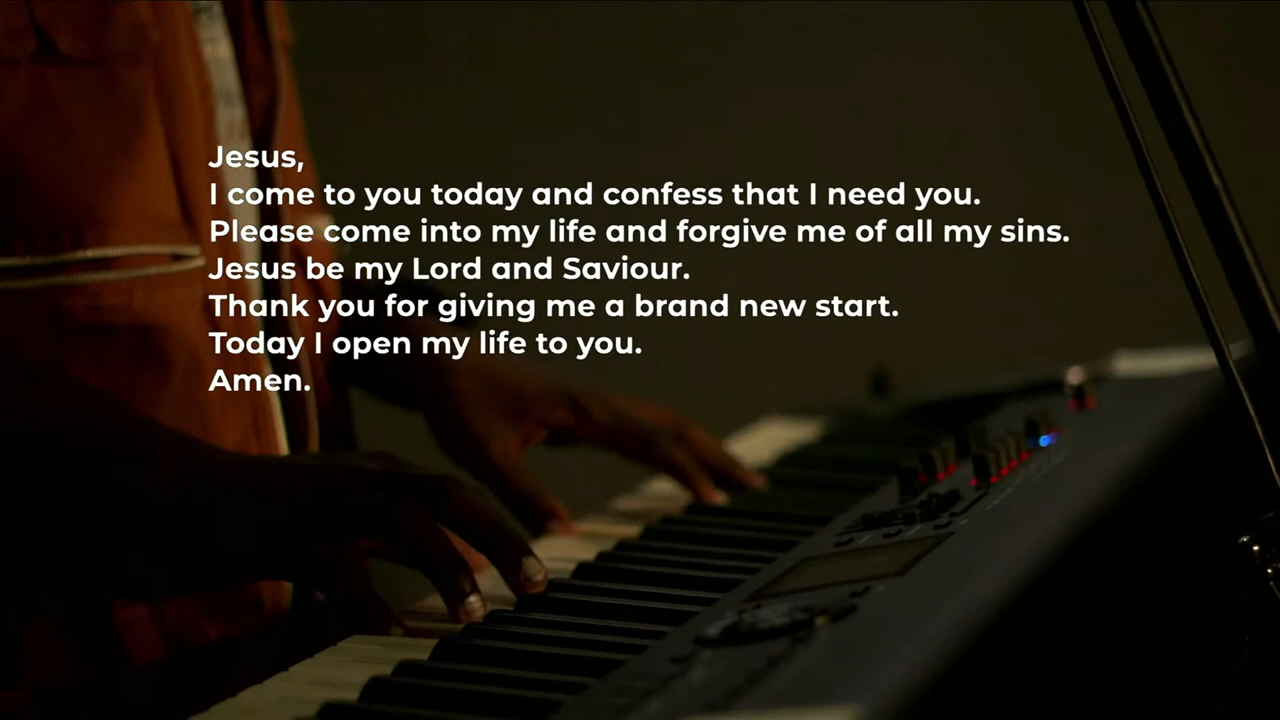 Jesus,
I come to you today and confess that I need you.
Please come into my life and forgive me of all my sins.
Jesus be my Lord and Saviour.
Thank you for giving me a brand new start.
Today I open my life to you.
Amen.